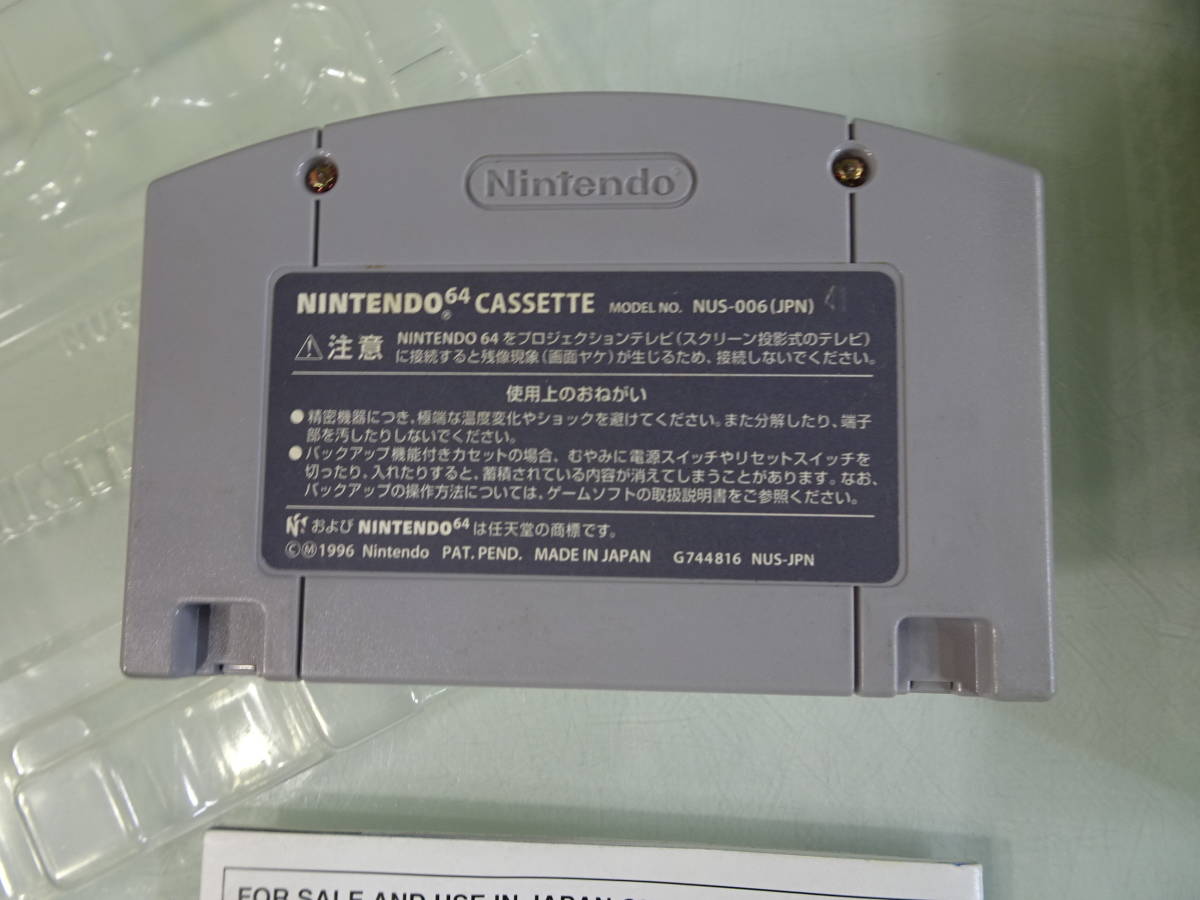 Nintendo
NINTENDO64 CASSETTE MODEL NO. NUS-006(JPN) 41
⚠注意 NINTENDO 64をプロジェクションテレビ(スクリーン投影式のテレビ)
に接続すると残像現象(画面ヤケ)が生じるため、接続しないでください。
使用上のおねがい
●精密機器につき、極端な温度変化やショックを避けてください。また分解したり、端子
部を汚したりしないでください。
●バックアップ機能付きカセットの場合、むやみに電源スイッチやリセットスイッチを
切ったり、入れたりすると、蓄積されている内容が消えてしまうことがあります。なお、
バックアップの操作方法については、ゲームソフトの取扱説明書をご参照ください。
および NINTENDO64 は任天堂の商標です。
©Ⓜ1996 Nintendo PAT. PEND. MADE IN JAPAN G744816 NUS-JPN
FOR SALE AND USE IN JAPAN